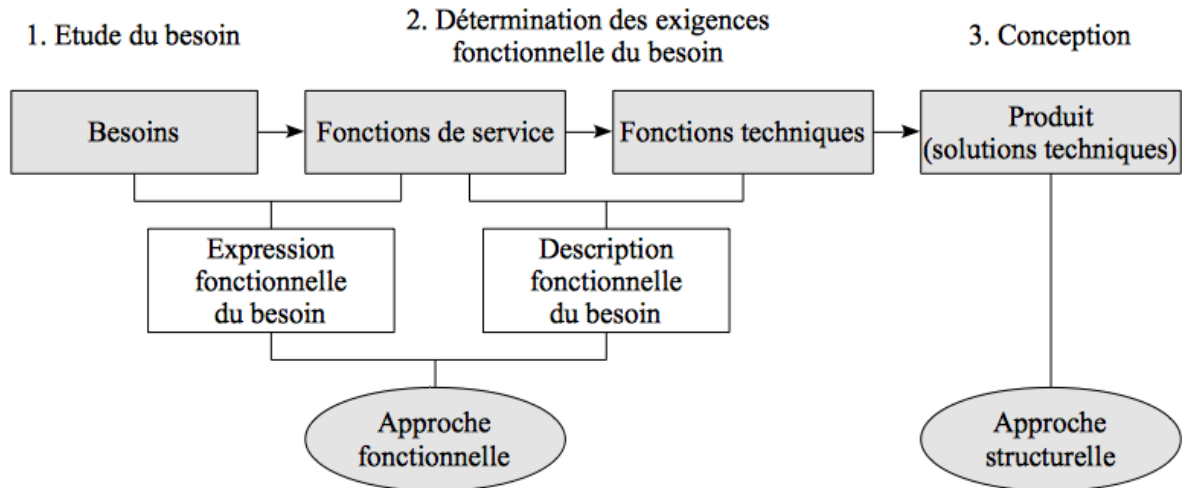 1. Etude du besoin
2. Détermination des exigences
fonctionnelle du besoin
3. Conception
Besoins
Fonctions de service
Fonctions techniques
Produit
(solutions techniques)
Expression
fonctionnelle
du besoin
Description
fonctionnelle
du besoin
Approche
fonctionnelle
Approche
structurelle